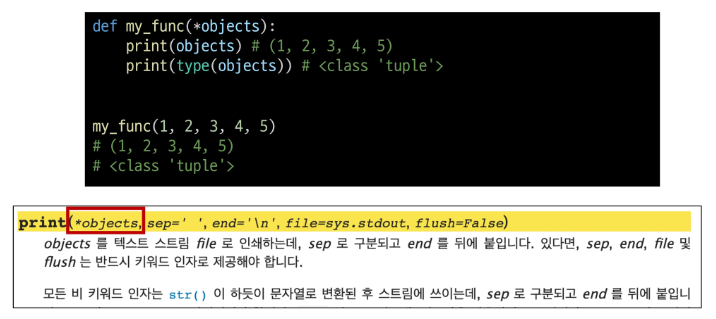 def my_func(*objects):
    print(objects) # (1, 2, 3, 4, 5)
    print(type(objects)) # <class 'tuple'>
my_func(1, 2, 3, 4, 5)
# (1, 2, 3, 4, 5)
# <class 'tuple'>
print(*objects, sep=' ', end='\n', file=sys.stdout, flush=False)
objects 를 텍스트 스트림 file 로 인쇄하는데, sep 로 구분되고 end 를 뒤에 붙입니다. 있다면, sep, end, file 및
flush 는 반드시 키워드 인자로 제공해야 합니다.
모든 비 키워드 인자는 str() 이 하듯이 문자열로 변환된 후 스트림에 쓰이는데, sep 로 구분되고 end 를 뒤에 붙입니